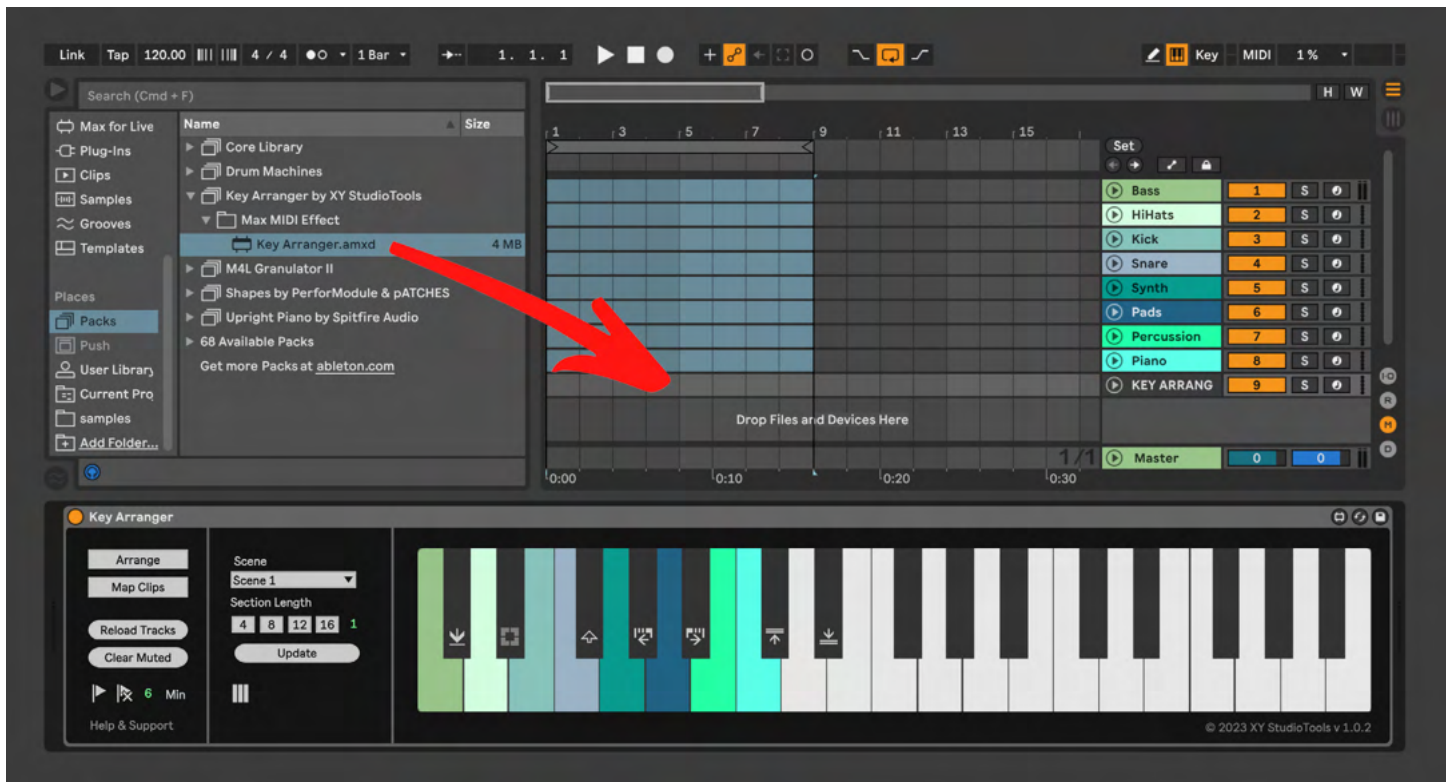 Link Tap 120.00 4 / 4 1 Bar 1. 1. 1 Key MIDI 1%
Search (Cmd + F)
H W
Max for Live
Plug-Ins
Clips
Samples
Grooves
Templates
Places
Packs
Push
User Library
Current Pro
samples
Add Folder...
Name Size
Core Library
Drum Machines
Key Arranger by XY StudioTools
Max MIDI Effect
Key Arranger.amxd 4 MB
M4L Granulator II
Shapes by PerforModule & pATCHES
Upright Piano by Spitfire Audio
68 Available Packs
Get more Packs at ableton.com
1 3 5 7 9 11 13 15
Set
Bass 1 S
HiHats 2 S
Kick 3 S
Snare 4 S
Synth 5 S
Pads 6 S
Percussion 7 S
Piano 8 S
KEY ARRANG 9 S
Drop Files and Devices Here
1/1
Master 0 0
0:00 0:10 0:20 0:30
I·O
R
M
D
Key Arranger
Arrange
Map Clips
Reload Tracks
Clear Muted
6 Min
Help & Support
Scene
Scene 1
Section Length
4 8 12 16 1
Update
© 2023 XY StudioTools v 1.0.2